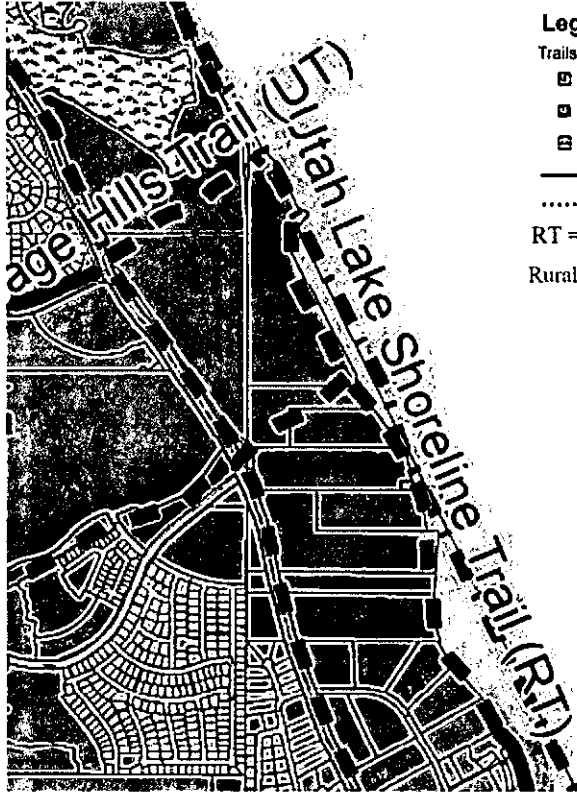 age Hills Trail (UT)
Utah Lake Shoreline Trail (RT)
Leg
Trails
RT =
Rural